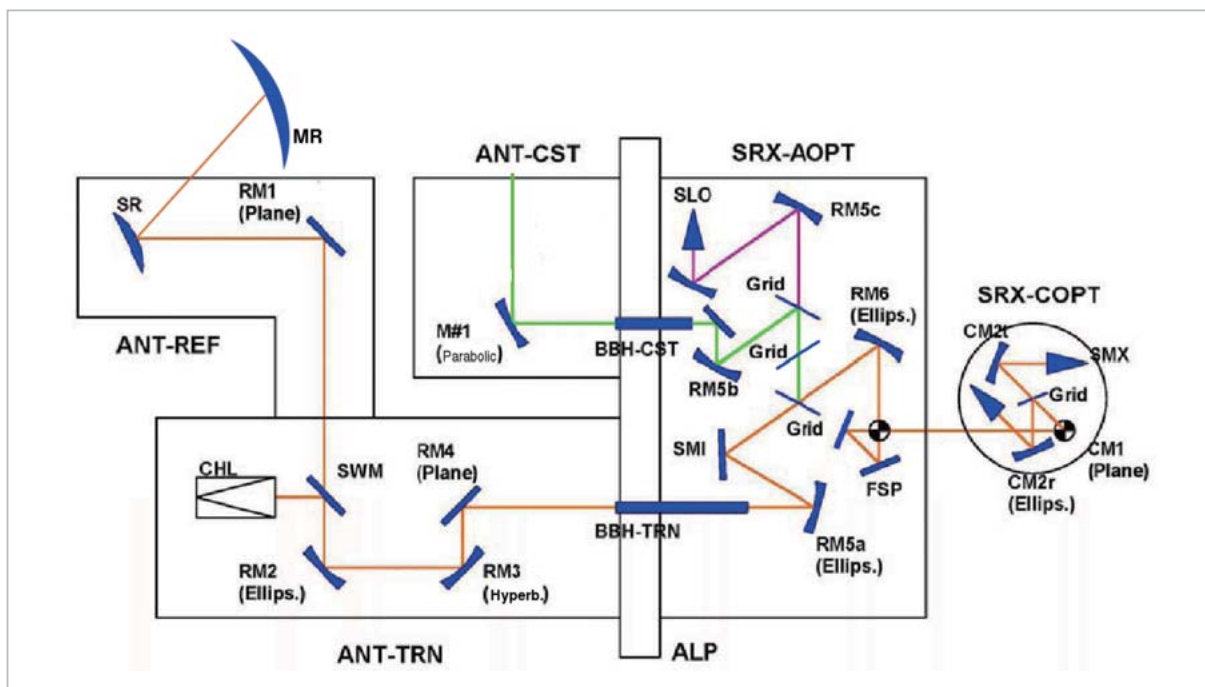 MR
ANT-CST
SRX-AOPT
RM1
(Plane)
SR
SLO
RM5c
Grid
RM6
(Ellips.)
SRX-COPT
ANT-REF
M#1
(Parabolic)
BBH-CST
Grid
RM5b
CM2t
SMX
Grid
Grid
CHL
SWM
RM4
(Plane)
SMI
FSP
CM1
(Plane)
CM2r
(Ellips.)
BBH-TRN
RM5a
(Ellips.)
RM2
(Ellips.)
RM3
(Hyperb.)
ANT-TRN
ALP